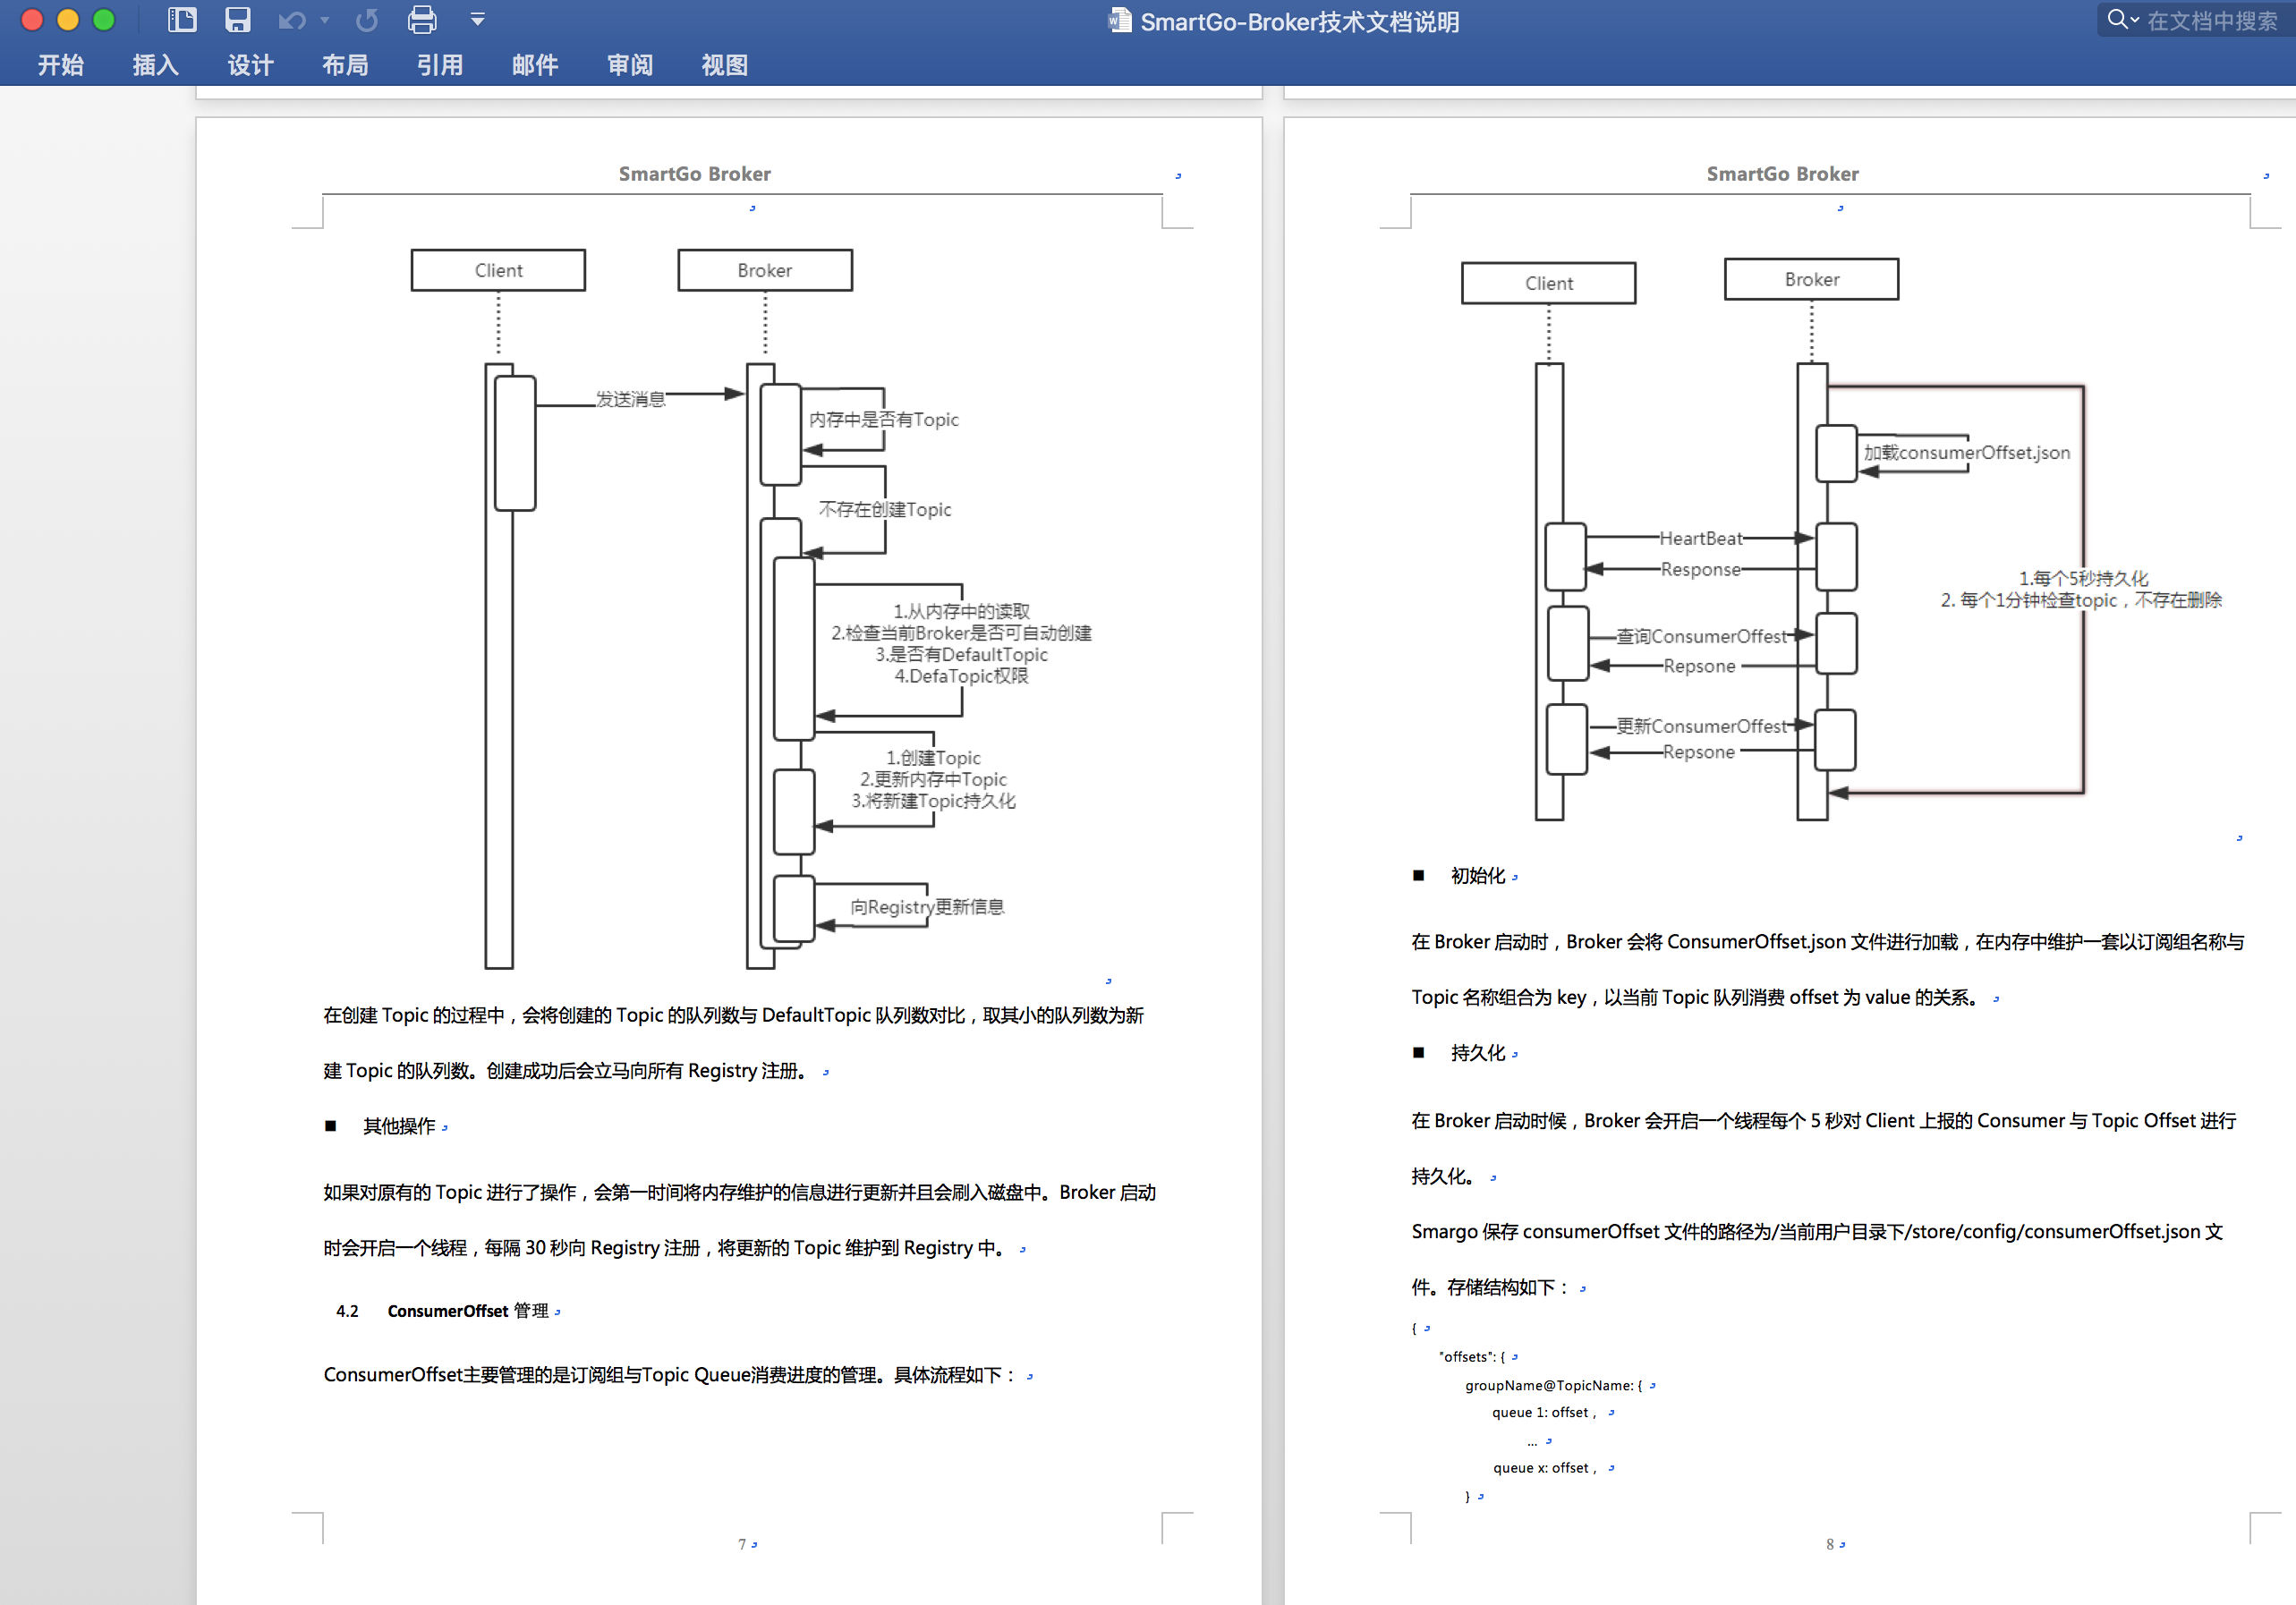 SmartGo-Broker技术文档说明
在文档中搜索
开始 插入 设计 布局 引用 邮件 审阅 视图
SmartGo Broker
Client
Broker
发送消息
内存中是否有Topic
不存在创建Topic
1.从内存中的读取
2.检查当前Broker是否可自动创建
3.是否有DefaultTopic
4.DefaTopic权限
1.创建Topic
2.更新内存中Topic
3.将新建Topic持久化
向Registry更新信息
在创建 Topic 的过程中，会将创建的 Topic 的队列数与 DefaultTopic 队列数对比，取其小的队列数为新
建 Topic 的队列数。创建成功后会立马向所有 Registry 注册。
■ 其他操作
如果对原有的 Topic 进行了操作，会第一时间将内存维护的信息进行更新并且会刷入磁盘中。Broker 启动
时会开启一个线程，每隔 30 秒向 Registry 注册，将更新的 Topic 维护到 Registry 中。
4.2 ConsumerOffset 管理
ConsumerOffset主要管理的是订阅组与Topic Queue消费进度的管理。具体流程如下：
7
SmartGo Broker
Client
Broker
加载consumerOffset.json
HeartBeat
Response
1.每个5秒持久化
2. 每个1分钟检查topic，不存在删除
查询ConsumerOffest
Repsone
更新ConsumerOffest
Repsone
■ 初始化
在 Broker 启动时，Broker 会将 ConsumerOffset.json 文件进行加载，在内存中维护一套以订阅组名称与
Topic 名称组合为 key，以当前 Topic 队列消费 offset 为 value 的关系。
■ 持久化
在 Broker 启动时候，Broker 会开启一个线程每个 5 秒对 Client 上报的 Consumer 与 Topic Offset 进行
持久化。
Smargo 保存 consumerOffset 文件的路径为/当前用户目录下/store/config/consumerOffset.json 文
件。存储结构如下：
{
"offsets": {
groupName@TopicName: {
queue 1: offset，
...
queue x: offset，
}
8